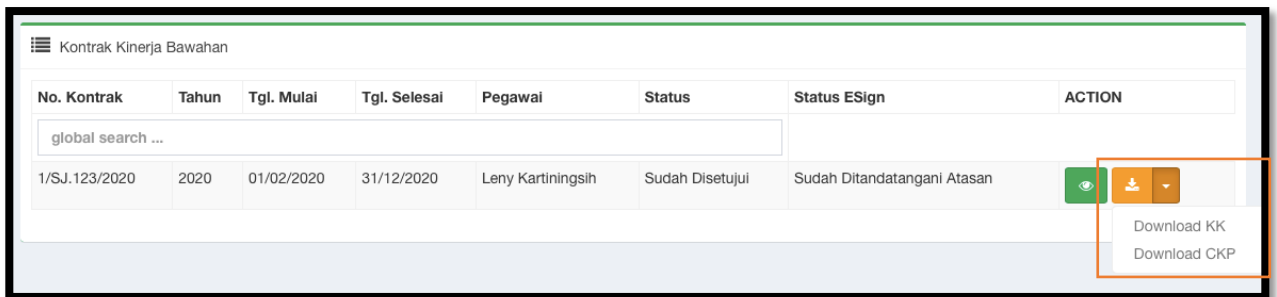 Kontrak Kinerja Bawahan
No. Kontrak Tahun Tgl. Mulai Tgl. Selesai Pegawai Status Status ESign ACTION
global search ...
1/SJ.123/2020 2020 01/02/2020 31/12/2020 Leny Kartiningsih Sudah Disetujui Sudah Ditandatangani Atasan
Download KK
Download CKP